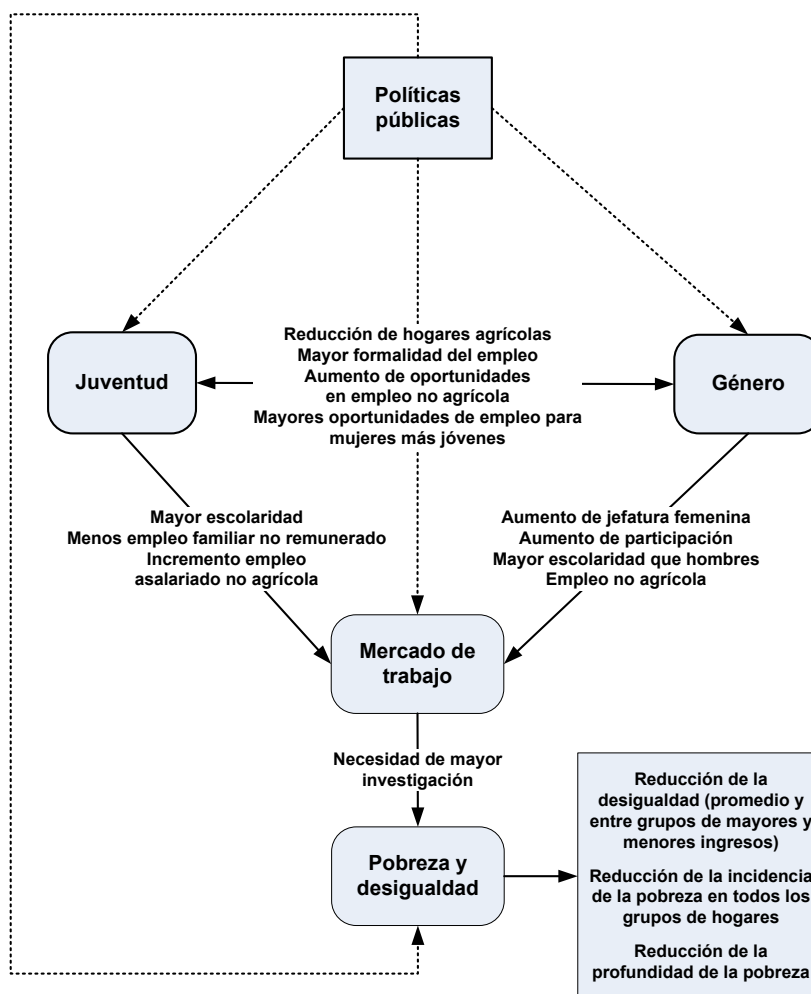 Políticas
públicas
Reducción de hogares agrícolas
Mayor formalidad del empleo
Aumento de oportunidades
en empleo no agrícola
Mayores oportunidades de empleo para
mujeres más jóvenes
Juventud
Género
Mayor escolaridad
Menos empleo familiar no remunerado
Incremento empleo
asalariado no agrícola
Aumento de jefatura femenina
Aumento de participación
Mayor escolaridad que hombres
Empleo no agrícola
Mercado de
trabajo
Necesidad de mayor
investigación
Pobreza y
desigualdad
Reducción de la
desigualdad (promedio y
entre grupos de mayores y
menores ingresos)
Reducción de la incidencia
de la pobreza en todos los
grupos de hogares
Reducción de la
profundidad de la pobreza